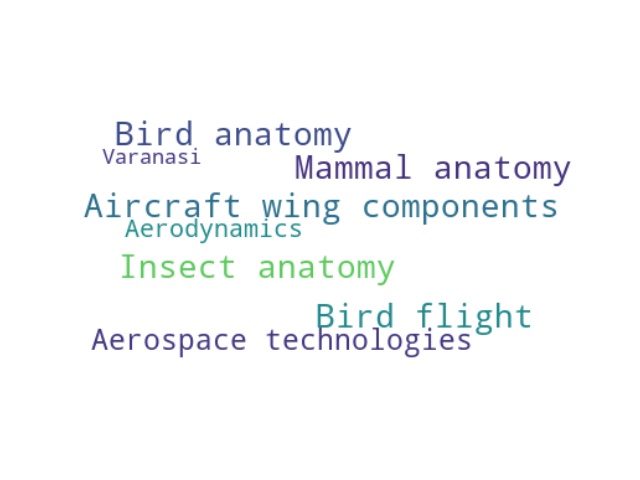 Bird anatomy
Varanasi
Mammal anatomy
Aircraft wing components
Aerodynamics
Insect anatomy
Bird flight
Aerospace technologies